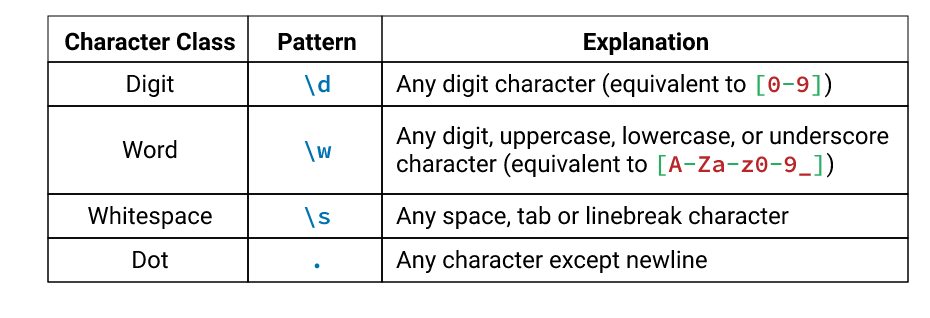 Character Class Pattern Explanation
Digit \d Any digit character (equivalent to [0-9])
Word \w Any digit, uppercase, lowercase, or underscore
character (equivalent to [A-Za-z0-9_])
Whitespace \s Any space, tab or linebreak character
Dot . Any character except newline